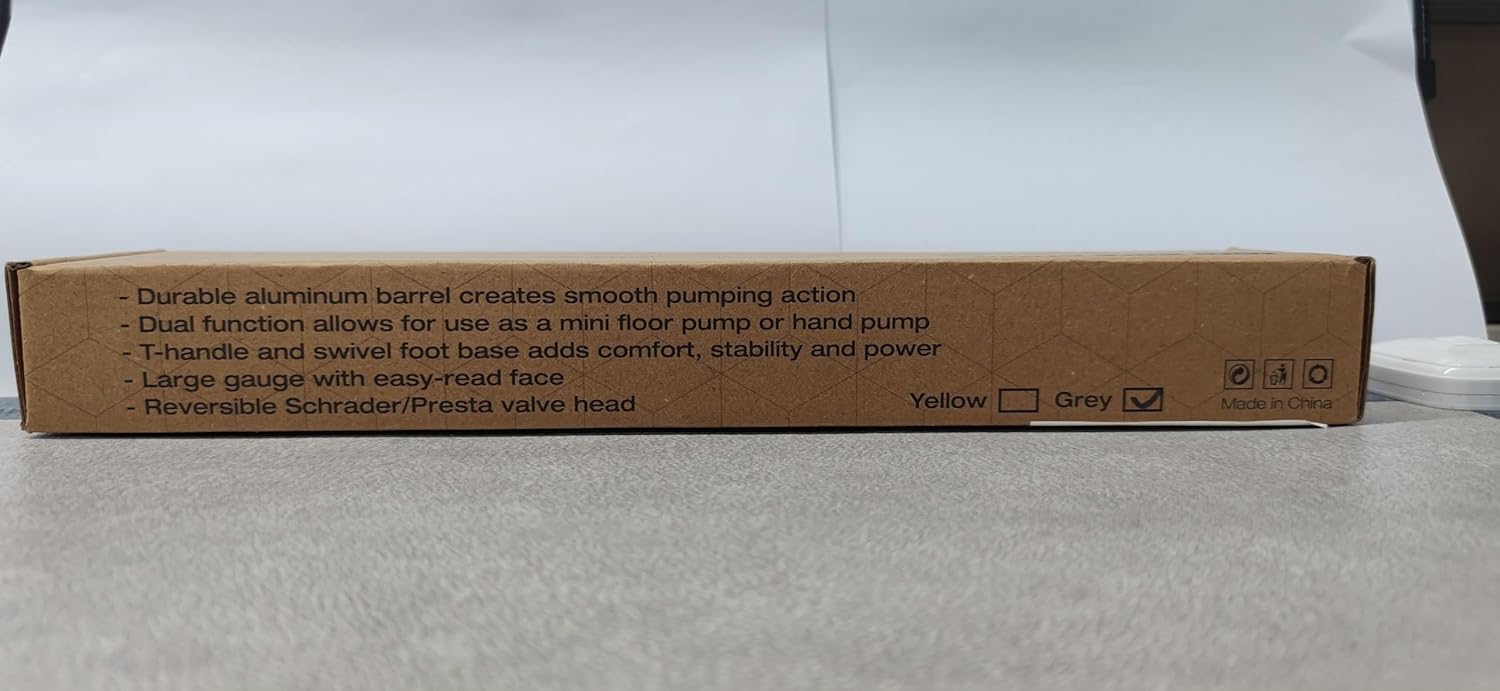 - Durable aluminum barrel creates smooth pumping action
- Dual function allows for use as a mini floor pump or hand pump
- T-handle and swivel foot base adds comfort, stability and power
- Large gauge with easy-read face
- Reversible Schrader/Presta valve head
Yellow Grey
Made in China